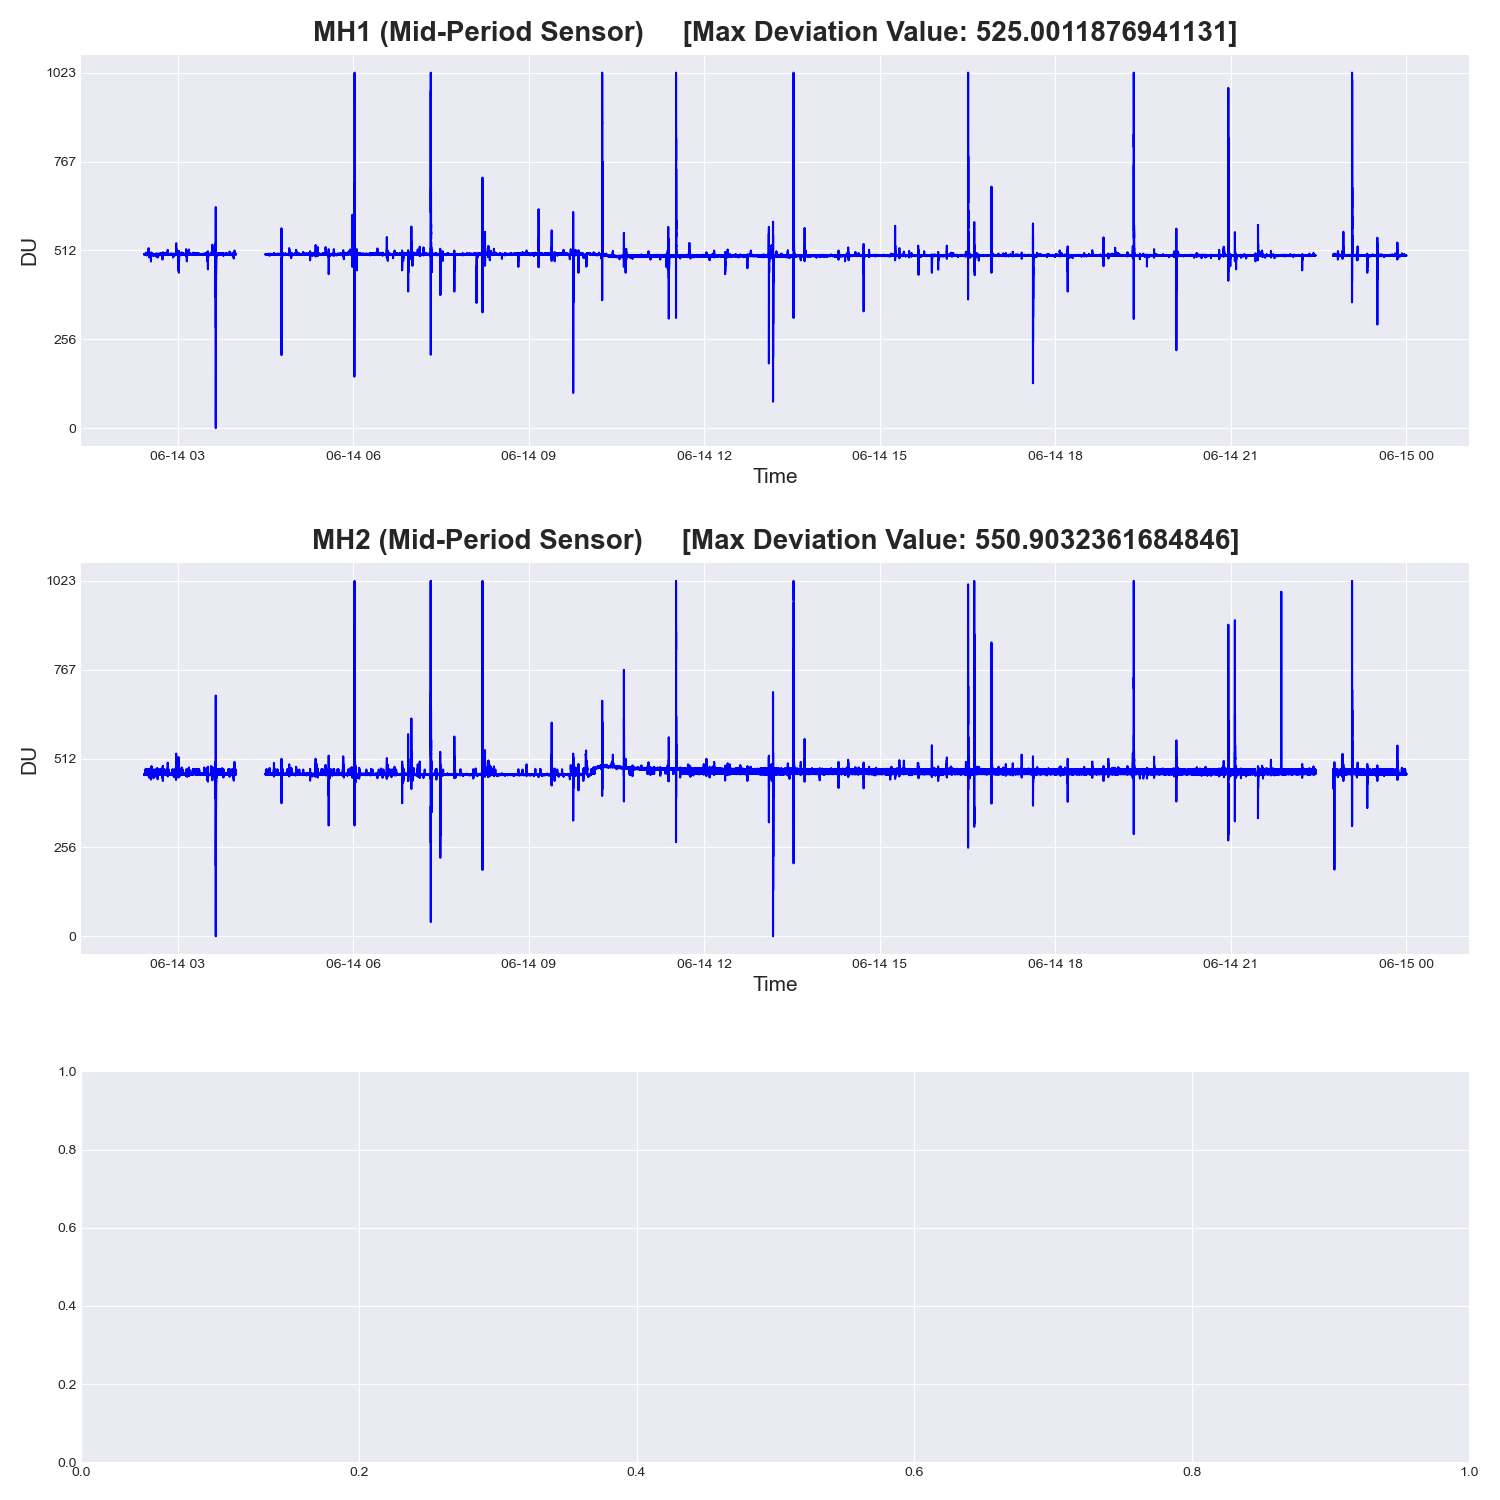 MH1 (Mid-Period Sensor) [Max Deviation Value: 525.0011876941131]
1023
767
512
256
0
DU
06-14 03 06-14 06 06-14 09 06-14 12 06-14 15 06-14 18 06-14 21 06-15 00
Time
MH2 (Mid-Period Sensor) [Max Deviation Value: 550.9032361684846]
1023
767
512
256
0
DU
06-14 03 06-14 06 06-14 09 06-14 12 06-14 15 06-14 18 06-14 21 06-15 00
Time
1.0
0.8
0.6
0.4
0.2
0.0
0.0 0.2 0.4 0.6 0.8 1.0